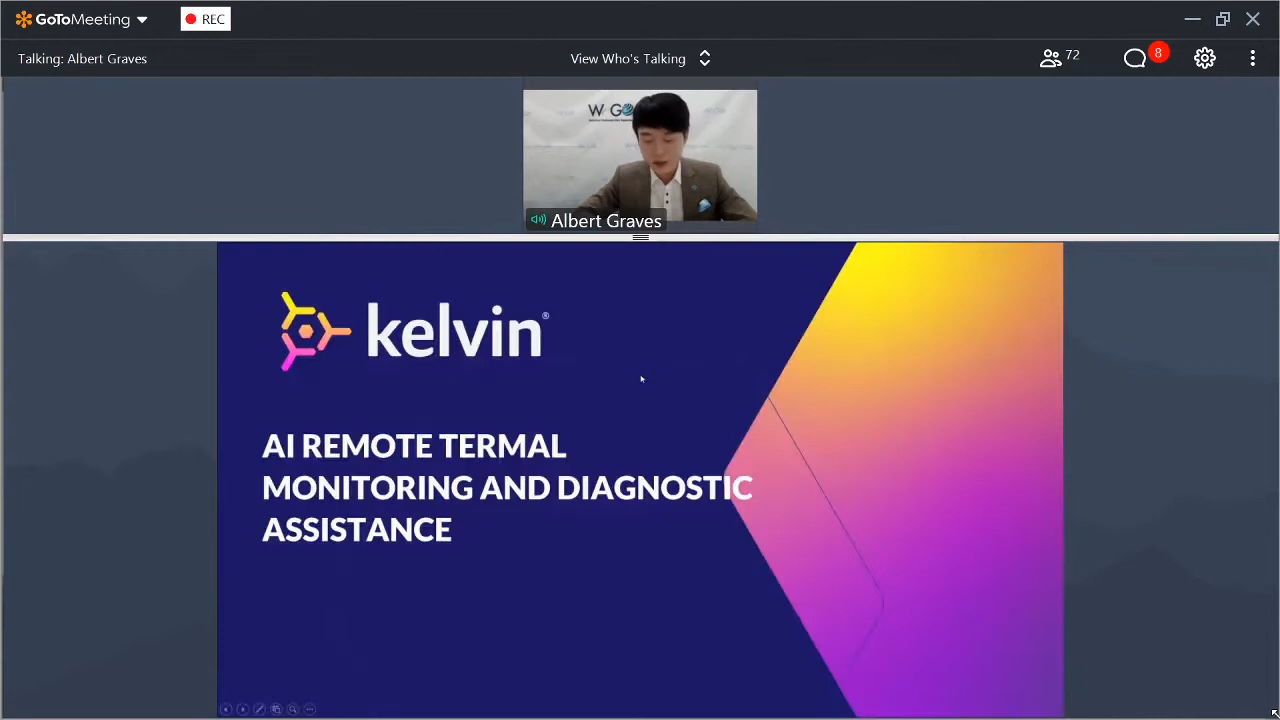 GoToMeeting
REC
Talking: Albert Graves
View Who's Talking
72
8
Albert Graves
kelvin®
AI REMOTE TERMAL
MONITORING AND DIAGNOSTIC
ASSISTANCE